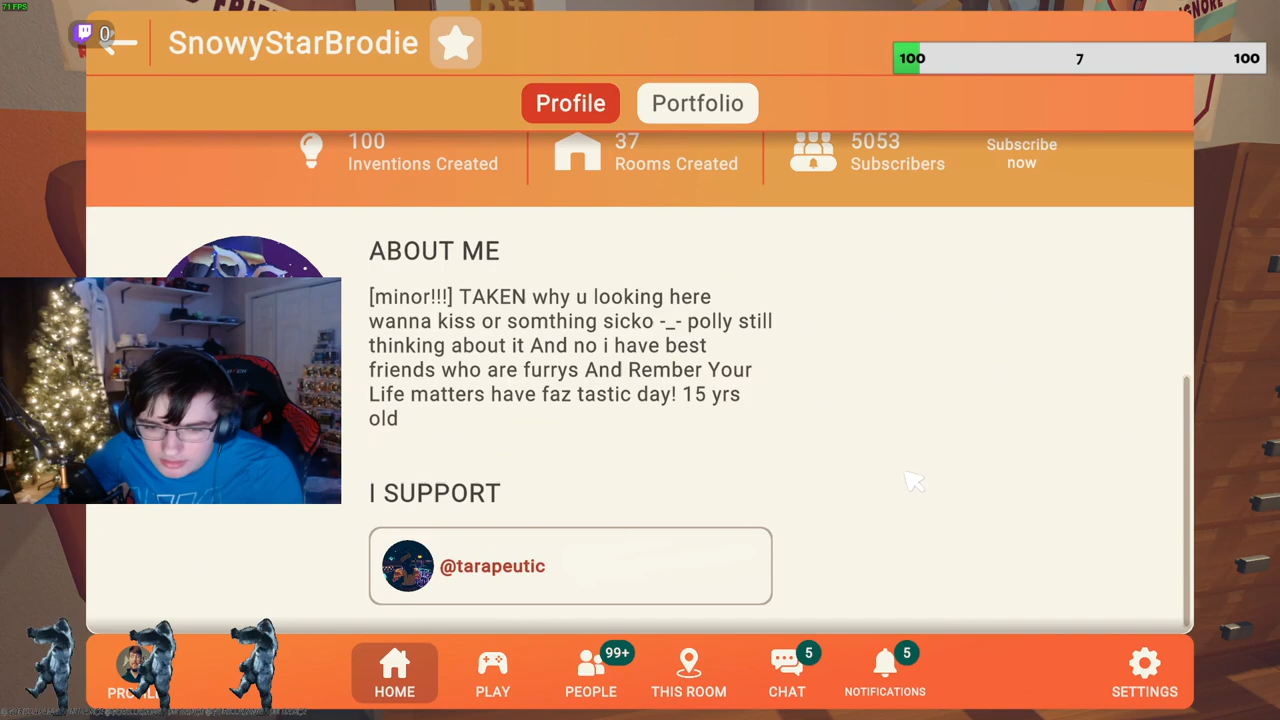 71 FPS
0
SnowyStarBrodie
100
7
100
Profile
Portfolio
100
Inventions Created
37
Rooms Created
5053
Subscribers
Subscribe
now
ABOUT ME
[minor!!!] TAKEN why u looking here
wanna kiss or somthing sicko -_- polly still
thinking about it And no i have best
friends who are furrys And Rember Your
Life matters have faz tastic day! 15 yrs
old
I SUPPORT
@tarapeutic
HOME
PLAY
99+
PEOPLE
THIS ROOM
5
CHAT
5
NOTIFICATIONS
SETTINGS